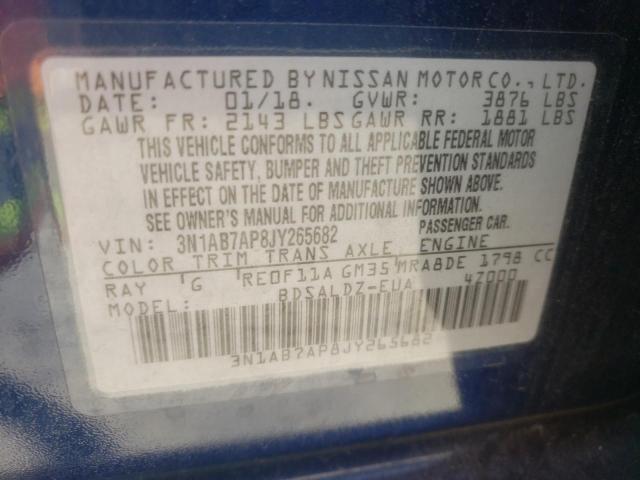 MANUFACTURED BY NISSAN MOTOR CO., LTD.
DATE: 01/18. GVWR: 3876 LBS
GAWR FR: 2143 LBS GAWR RR: 1881 LBS
THIS VEHICLE CONFORMS TO ALL APPLICABLE FEDERAL MOTOR
VEHICLE SAFETY, BUMPER AND THEFT PREVENTION STANDARDS
IN EFFECT ON THE DATE OF MANUFACTURE SHOWN ABOVE.
SEE OWNER'S MANUAL FOR ADDITIONAL INFORMATION.
VIN: 3N1AB7AP8JY265682 PASSENGER CAR.
COLOR TRIM TRANS AXLE ENGINE
RAY G RE0F11A GM35 MRA8DE 1798 CC
MODEL: BDSALDZ-EUA 4Z000
3N1AB7AP8JY265682